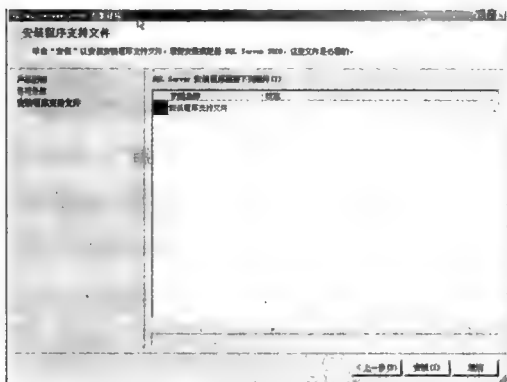 安装程序支持文件
单击“安装”以安装安装程序支持文件。若要安装或更新 SQL Server 2008，这些文件是必需的。
产品密钥
许可条款
安装程序支持文件
SQL Server 安装程序需要下列组件(T)
功能名称
状态
安装程序支持文件
<上一步(B)
安装(I)
取消